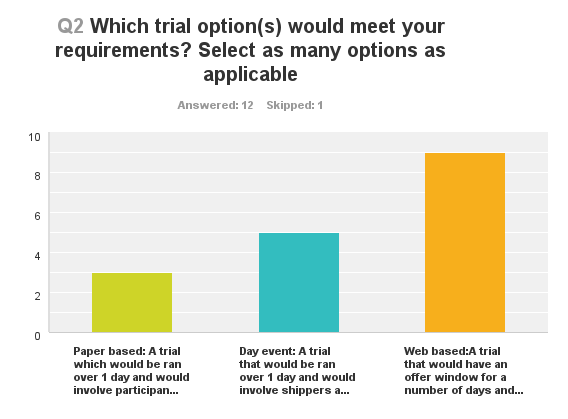 Q2 Which trial option(s) would meet your
requirements? Select as many options as
applicable
Answered: 12 Skipped: 1
10
8
6
4
2
0
Paper based: A trial
which would be ran
over 1 day and would
involve participan...
Day event: A trial
that would be ran
over 1 day and would
involve shippers a...
Web based:A trial
that would have an
offer window for a
number of days and...